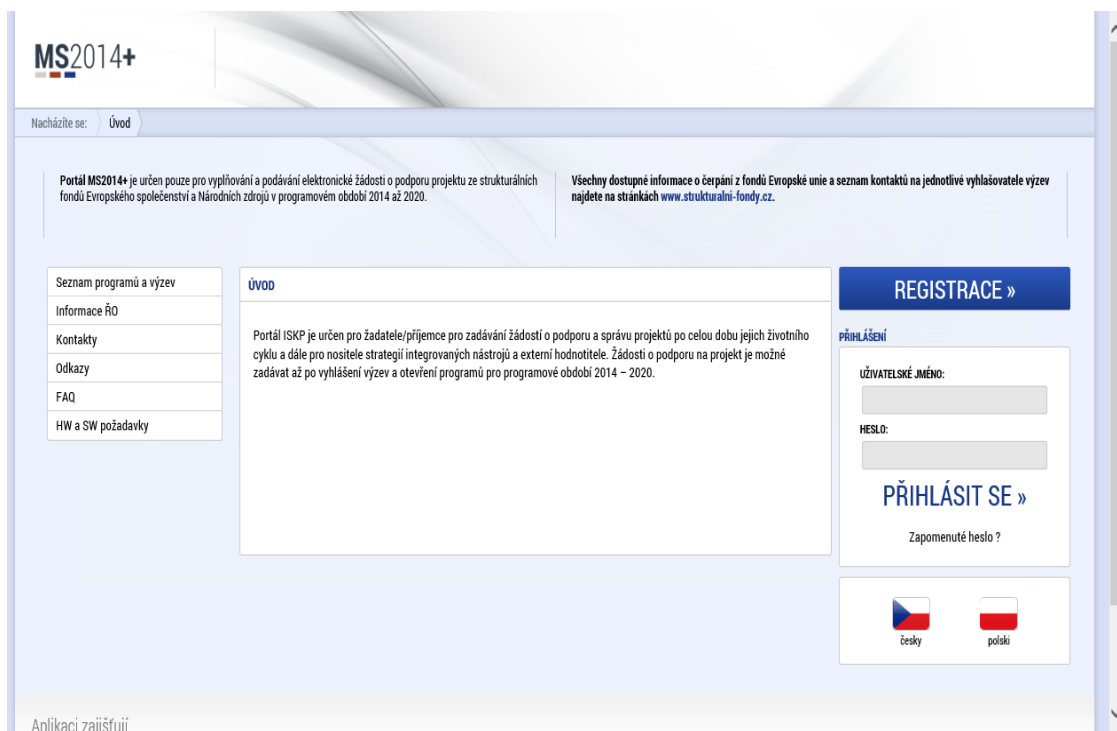 MS2014+
Nacházíte se: Úvod
Portál MS2014+ je určen pouze pro vyplňování a podávání elektronické žádosti o podporu projektu ze strukturálních
fondů Evropského společenství a Národních zdrojů v programovém období 2014 až 2020.
Všechny dostupné informace o čerpání z fondů Evropské unie a seznam kontaktů na jednotlivé vyhlašovatele výzev
najdete na stránkách www.strukturalni-fondy.cz.
Seznam programů a výzev
Informace ŘO
Kontakty
Odkazy
FAQ
HW a SW požadavky
ÚVOD
Portál ISKP je určen pro žadatele/příjemce pro zadávání žádostí o podporu a správu projektů po celou dobu jejich životního
cyklu a dále pro nositele strategií integrovaných nástrojů a externí hodnotitele. Žádosti o podporu na projekt je možné
zadávat až po vyhlášení výzev a otevření programů pro programové období 2014 – 2020.
REGISTRACE »
PŘIHLÁŠENÍ
UŽIVATELSKÉ JMÉNO:
HESLO:
PŘIHLÁSIT SE »
Zapomenuté heslo ?
česky
polski
Aplikaci zajišťují